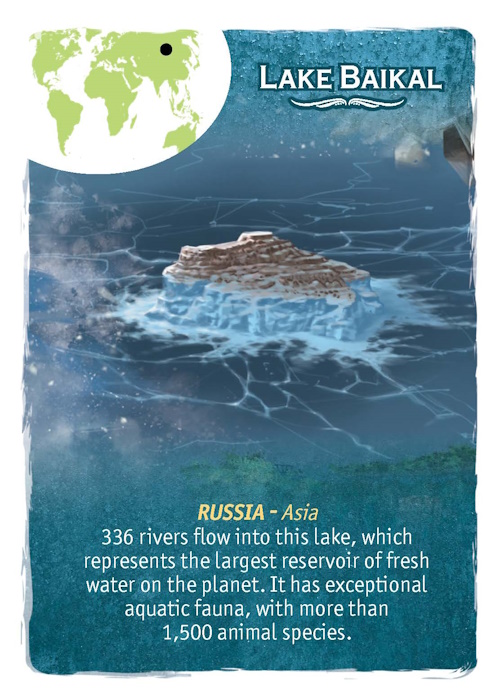 LAKE BAIKAL
RUSSIA - Asia
336 rivers flow into this lake, which
represents the largest reservoir of fresh
water on the planet. It has exceptional
aquatic fauna, with more than
1,500 animal species.